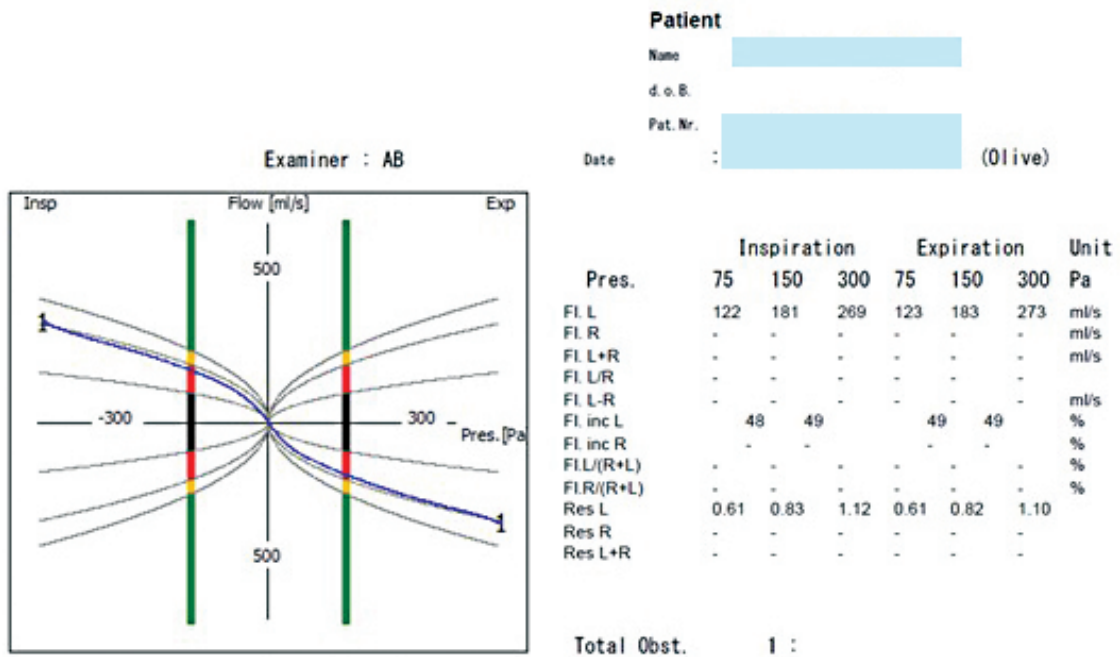 Patient
Name
d.o.B.
Pat.Nr.
Date : (Olive)
Examiner : AB
Insp Flow [ml/s] Exp
500
1
-300 300
Pres. [Pa
1
500
Inspiration Expiration Unit
Pres. 75 150 300 75 150 300 Pa
Fl. L 122 181 269 123 183 273 ml/s
Fl. R - - - - - - ml/s
Fl. L+R - - - - - - ml/s
Fl. L/R - - - - - -
Fl. L-R - - - - - - ml/s
Fl. inc L 48 49 49 49 %
Fl. inc R - - - - %
Fl.L/(R+L) - - - - - - %
Fl.R/(R+L) - - - - - - %
Res L 0.61 0.83 1.12 0.61 0.82 1.10
Res R - - - - - -
Res L+R - - - - - -
Total Obst. 1 :